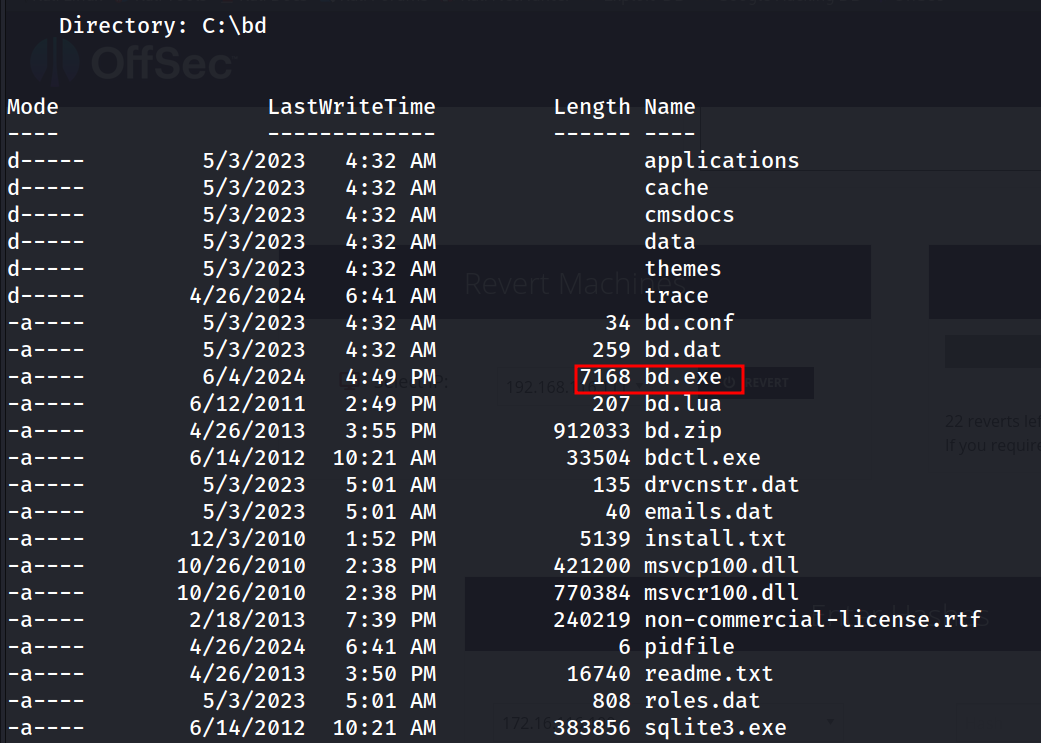 Directory: C:\bd
OffSec
Mode LastWriteTime Length Name
---- ------------- ------ ----
d----- 5/3/2023 4:32 AM applications
d----- 5/3/2023 4:32 AM cache
d----- 5/3/2023 4:32 AM cmsdocs
d----- 5/3/2023 4:32 AM data
d----- 5/3/2023 4:32 AM themes
Revert Machines
d----- 4/26/2024 6:41 AM trace
-a---- 5/3/2023 4:32 AM 34 bd.conf
-a---- 5/3/2023 4:32 AM 259 bd.dat
-a---- 6/4/2024 4:49 PM 7168 bd.exe
192.168. REVERT
-a---- 6/12/2011 2:49 PM 207 bd.lua
22 reverts
-a---- 4/26/2013 3:55 PM 912033 bd.zip
If you require
-a---- 6/14/2012 10:21 AM 33504 bdctl.exe
-a---- 5/3/2023 5:01 AM 135 drvcnstr.dat
-a---- 5/3/2023 5:01 AM 40 emails.dat
-a---- 12/3/2010 1:52 PM 5139 install.txt
-a---- 10/26/2010 2:38 PM 421200 msvcp100.dll
-a---- 10/26/2010 2:38 PM 770384 msvcr100.dll
-a---- 2/18/2013 7:39 PM 240219 non-commercial-license.rtf
-a---- 4/26/2024 6:41 AM 6 pidfile
-a---- 4/26/2013 3:50 PM 16740 readme.txt
-a---- 5/3/2023 5:01 AM 808 roles.dat
172.16
-a---- 6/14/2012 10:21 AM 383856 sqlite3.exe